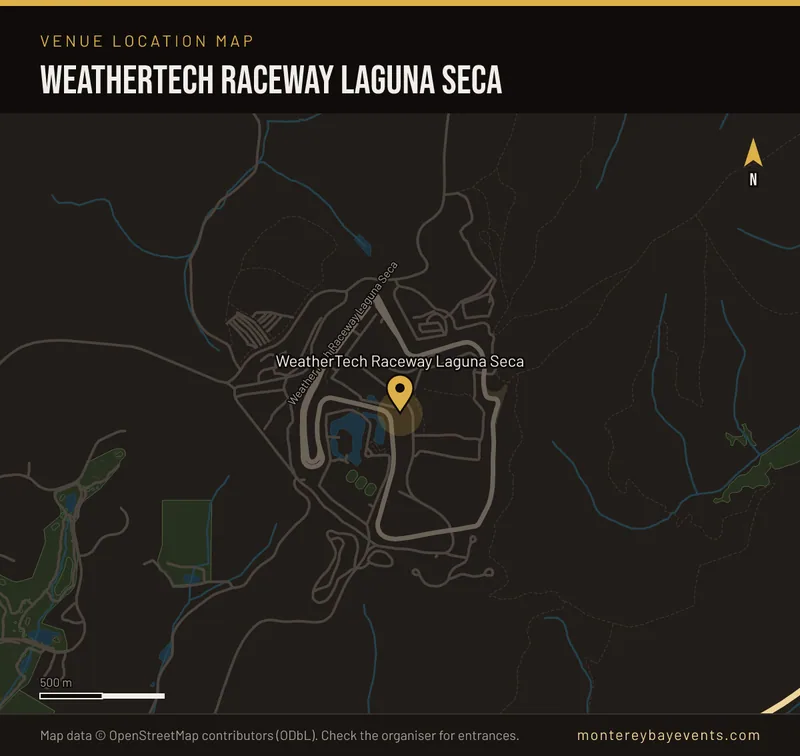 VENUE LOCATION MAP
WEATHERTECH RACEWAY LAGUNA SECA
N
WeatherTech Raceway Laguna Seca
WeatherTech Raceway Laguna Seca
500 m
Map data © OpenStreetMap contributors (ODbL). Check the organiser for entrances.
montereybayevents.com